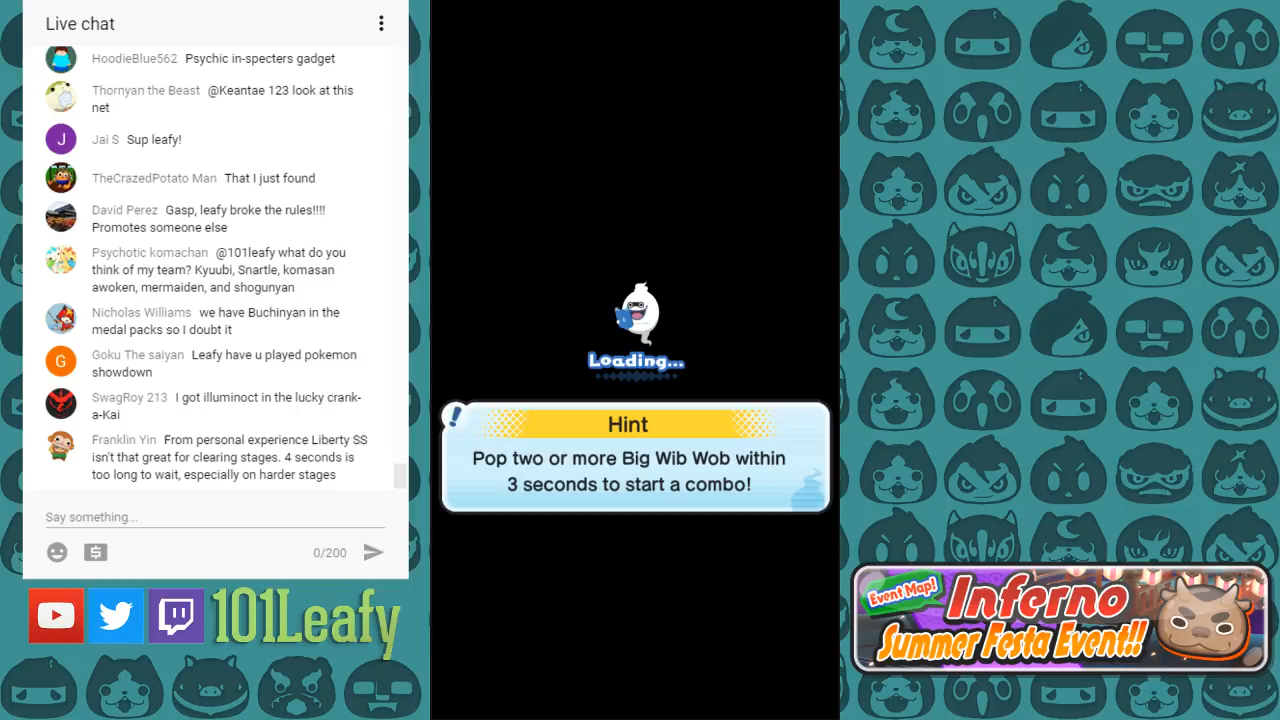 Live chat
HoodieBlue562 Psychic in-specters gadget
Thornyan the Beast @Keantae 123 look at this
net
J
Jai S Sup leafy!
TheCrazedPotato Man That I just found
David Perez Gasp, leafy broke the rules!!!!
Promotes someone else
Psychotic komachan @101leafy what do you
think of my team? Kyuubi, Snartle, komasan
awoken, mermaiden, and shogunyan
Nicholas Williams we have Buchinyan in the
medal packs so I doubt it
G
Goku The saiyan Leafy have u played pokemon
showdown
SwagRoy 213 I got illuminoct in the lucky crank-
a-Kai
Franklin Yin From personal experience Liberty SS
isn't that great for clearing stages. 4 seconds is
too long to wait, especially on harder stages
Say something...
0/200
101Leafy
Loading...
Hint
Pop two or more Big Wib Wob within
3 seconds to start a combo!
Event Map!
Inferno
Summer Festa Event!!